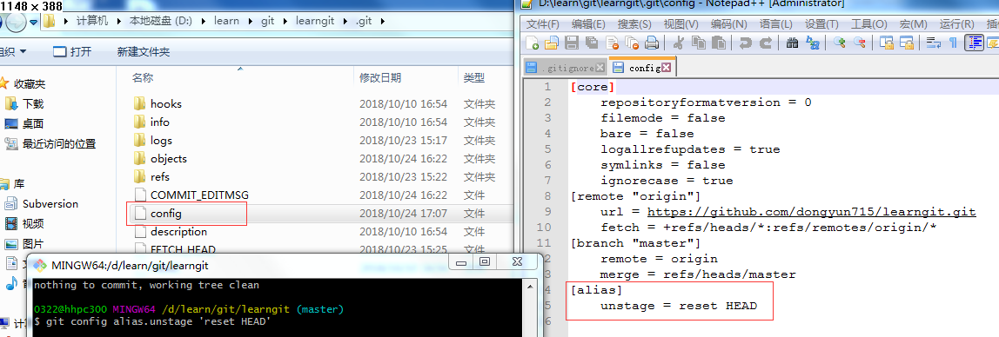 1148 × 388
计算机 ▸ 本地磁盘 (D:) ▸ learn ▸ git ▸ learngit ▸ .git ▸
组织 打开 新建文件夹
名称 修改日期 类型
收藏夹
下载
桌面
最近访问的位置
库
Subversion
视频
图片
计算
hooks 2018/10/10 16:54 文件夹
info 2018/10/10 16:54 文件夹
logs 2018/10/23 15:17 文件夹
objects 2018/10/24 16:22 文件夹
refs 2018/10/23 15:22 文件夹
COMMIT_EDITMSG 2018/10/24 16:22 文件
config 2018/10/24 17:07 文件
description 2018/10/10 16:54 文件
FETCH_HEAD 2018/10/23 15:25 文件
MINGW64:/d/learn/git/learngit
nothing to commit, working tree clean
0322@hhpc300 MINGW64 /d/learn/git/learngit (master)
$ git config alias.unstage 'reset HEAD'
D:\learn\git\learngit\.git\config - Notepad++ [Administrator]
文件(F) 编辑(E) 搜索(S) 视图(V) 编码(N) 语言(L) 设置(T) 工具(O) 宏(M) 运行(R)
.gitignore config
1 [core]
2 repositoryformatversion = 0
3 filemode = false
4 bare = false
5 logallrefupdates = true
6 symlinks = false
7 ignorecase = true
8 [remote "origin"]
9 url = https://github.com/dongyun715/learngit.git
10 fetch = +refs/heads/*:refs/remotes/origin/*
11 [branch "master"]
12 remote = origin
13 merge = refs/heads/master
[alias]
unstage = reset HEAD